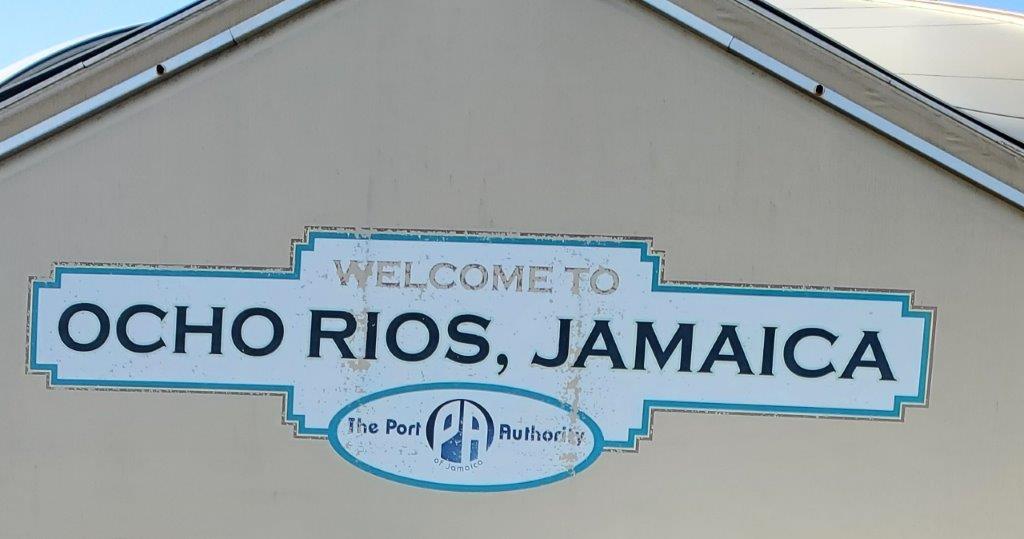 WELCOME TO
OCHO RIOS, JAMAICA
The Port PA Authority
of Jamaica